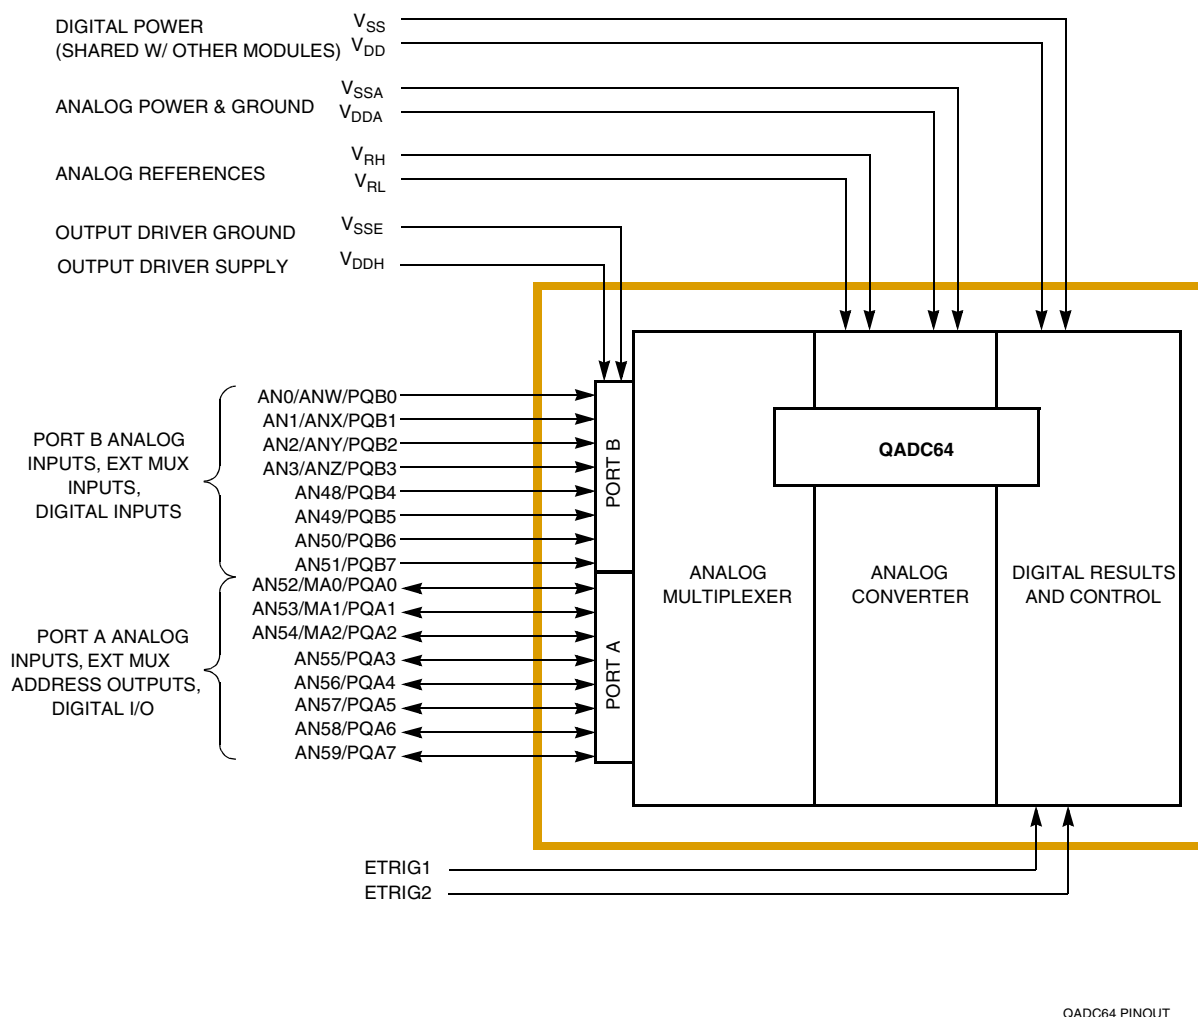 DIGITAL POWER
(SHARED W/ OTHER MODULES)
VSS
VDD
ANALOG POWER & GROUND
VSSA
VDDA
ANALOG REFERENCES
VRH
VRL
OUTPUT DRIVER GROUND
VSSE
OUTPUT DRIVER SUPPLY
VDDH
PORT B ANALOG
INPUTS, EXT MUX
INPUTS,
DIGITAL INPUTS
AN0/ANW/PQB0
AN1/ANX/PQB1
AN2/ANY/PQB2
AN3/ANZ/PQB3
AN48/PQB4
AN49/PQB5
AN50/PQB6
AN51/PQB7
PORT A ANALOG
INPUTS, EXT MUX
ADDRESS OUTPUTS,
DIGITAL I/O
AN52/MA0/PQA0
AN53/MA1/PQA1
AN54/MA2/PQA2
AN55/PQA3
AN56/PQA4
AN57/PQA5
AN58/PQA6
AN59/PQA7
PORT B
PORT A
QADC64
ANALOG
MULTIPLEXER
ANALOG
CONVERTER
DIGITAL RESULTS
AND CONTROL
ETRIG1
ETRIG2
QADC64 PINOUT